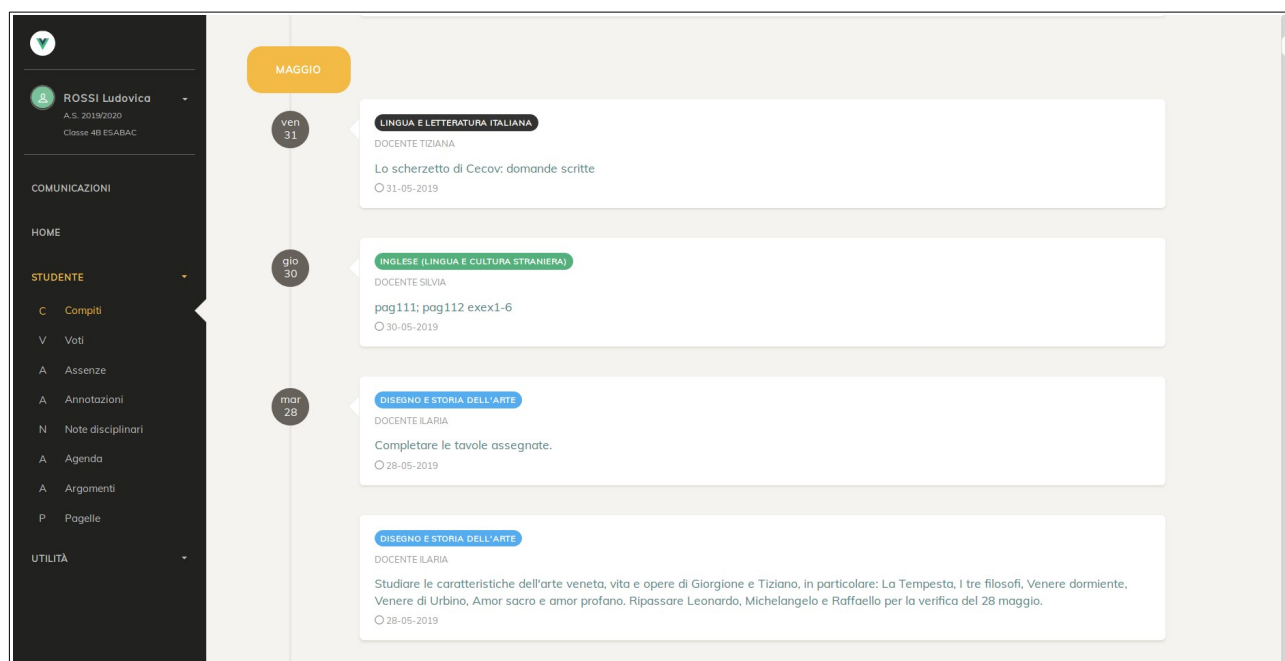 ROSSI Ludovica
A.S. 2019/2020
Classe 4B ESABAC
COMUNICAZIONI
HOME
STUDENTE
C Compiti
V Voti
A Assenze
A Annotazioni
N Note disciplinari
A Agenda
A Argomenti
P Pagelle
UTILITÀ
MAGGIO
ven
31
LINGUA E LETTERATURA ITALIANA
DOCENTE TIZIANA
Lo scherzetto di Cecov: domande scritte
31-05-2019
gio
30
INGLESE (LINGUA E CULTURA STRANIERA)
DOCENTE SILVIA
pag111; pag112 exex1-6
30-05-2019
mar
28
DISEGNO E STORIA DELL'ARTE
DOCENTE ILARIA
Completare le tavole assegnate.
28-05-2019
DISEGNO E STORIA DELL'ARTE
DOCENTE ILARIA
Studiare le caratteristiche dell'arte veneta, vita e opere di Giorgione e Tiziano, in particolare: La Tempesta, I tre filosofi, Venere dormiente,
Venere di Urbino, Amor sacro e amor profano. Ripassare Leonardo, Michelangelo e Raffaello per la verifica del 28 maggio.
28-05-2019